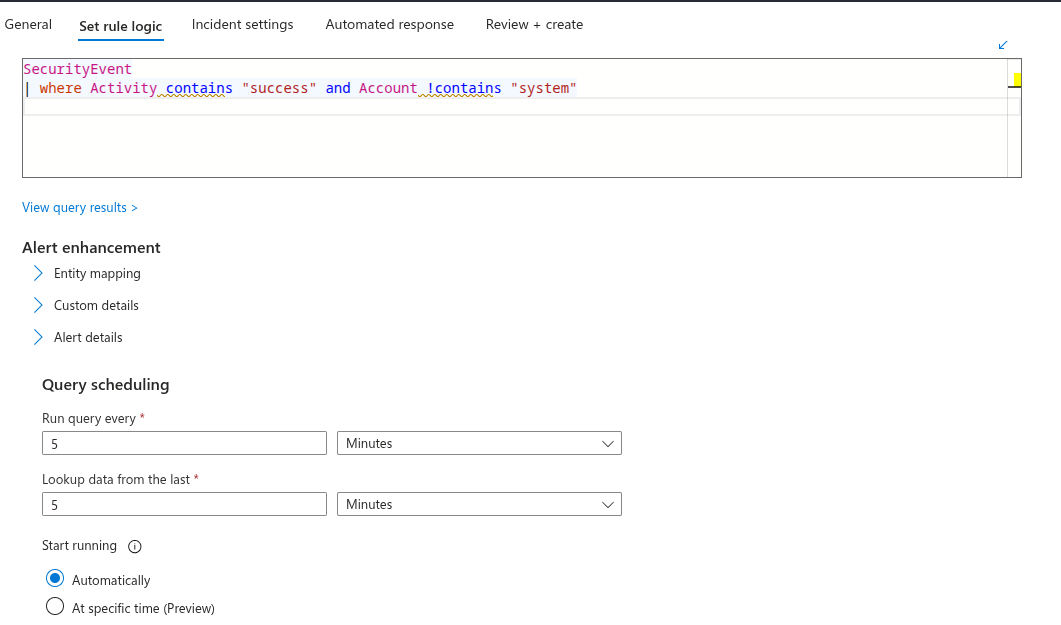 General Set rule logic Incident settings Automated response Review + create
SecurityEvent
| where Activity contains "success" and Account !contains "system"
View query results >
Alert enhancement
Entity mapping
Custom details
Alert details
Query scheduling
Run query every *
5 Minutes
Lookup data from the last *
5 Minutes
Start running
Automatically
At specific time (Preview)